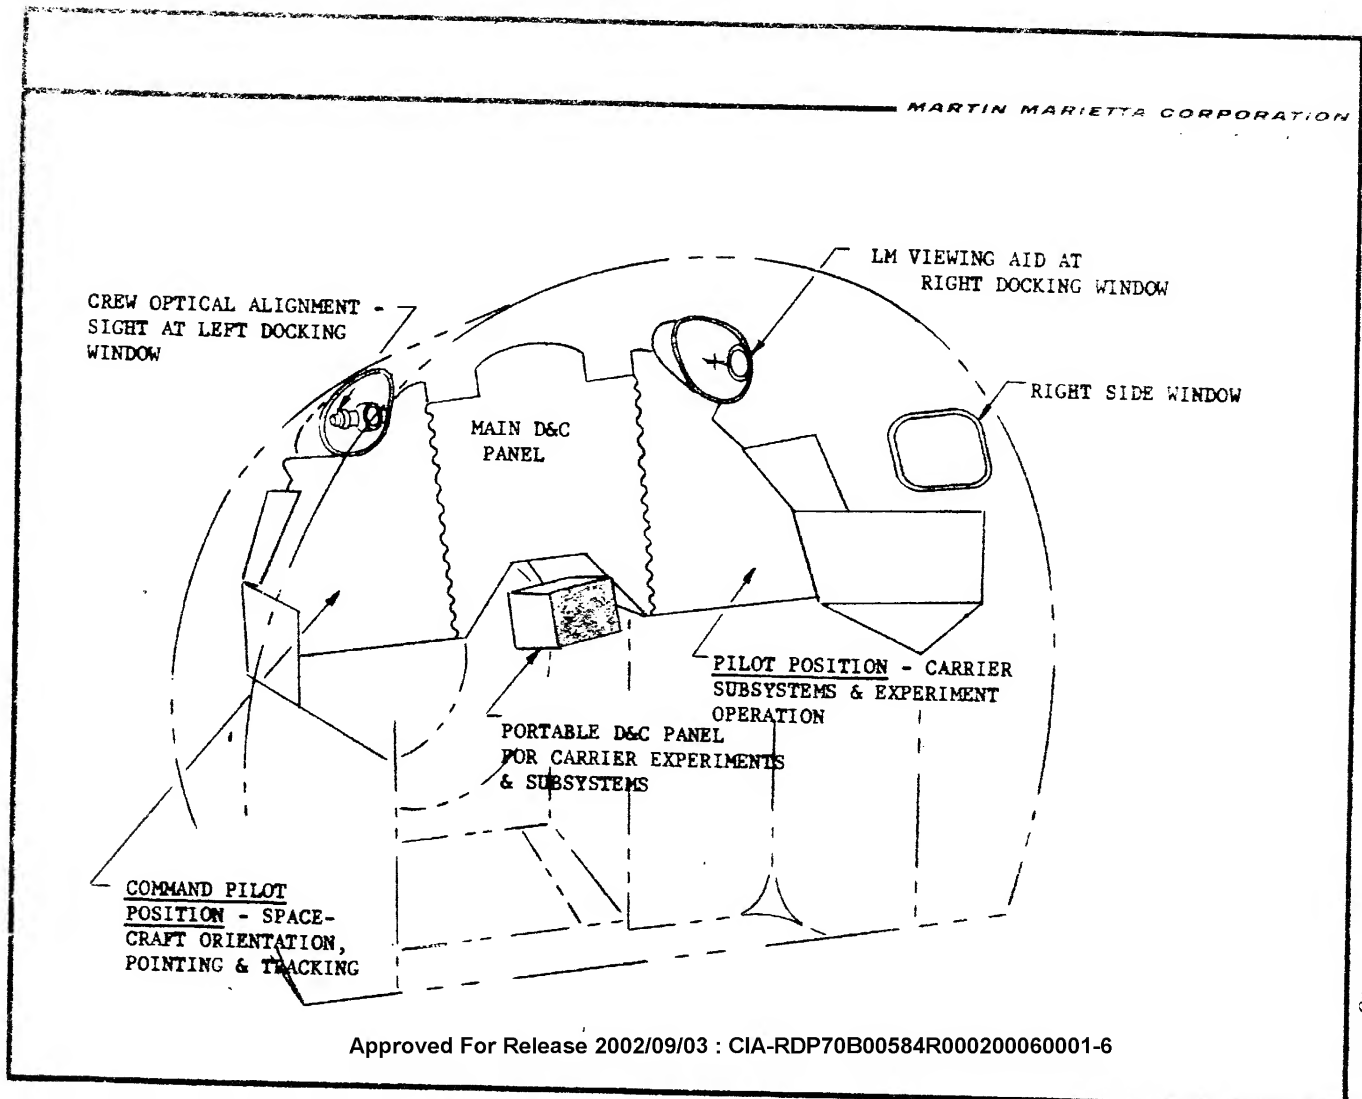 MARTIN MARIETTA CORPORATION
LM VIEWING AID AT
RIGHT DOCKING WINDOW
CREW OPTICAL ALIGNMENT -
SIGHT AT LEFT DOCKING
WINDOW
RIGHT SIDE WINDOW
MAIN D&C
PANEL
PILOT POSITION - CARRIER
SUBSYSTEMS & EXPERIMENT
OPERATION
PORTABLE D&C PANEL
FOR CARRIER EXPERIMENTS
& SUBSYSTEMS
COMMAND PILOT
POSITION - SPACE-
CRAFT ORIENTATION,
POINTING & TRACKING
Approved For Release 2002/09/03 : CIA-RDP70B00584R000200060001-6